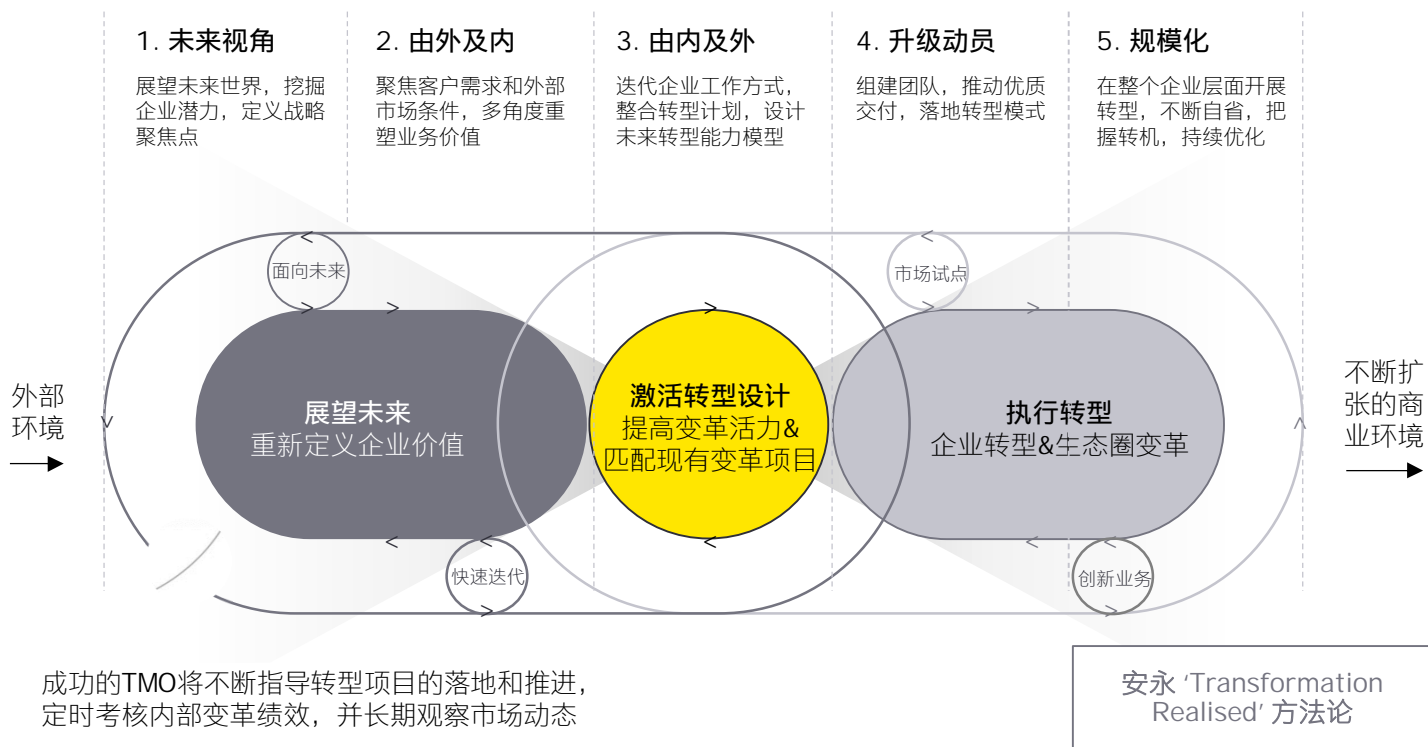 1. 未来视角
展望未来世界，挖掘
企业潜力，定义战略
聚焦点
2. 由外及内
聚焦客户需求和外部
市场条件，多角度重
塑业务价值
3. 由内及外
迭代企业工作方式，
整合转型计划，设计
未来转型能力模型
4. 升级动员
组建团队，推动优质
交付，落地转型模式
5. 规模化
在整个企业层面开展
转型，不断自省，把
握转机，持续优化
面向未来
市场试点
外部
环境
展望未来
重新定义企业价值
激活转型设计
提高变革活力&
匹配现有变革项目
执行转型
企业转型&生态圈变革
不断扩
张的商
业环境
快速迭代
创新业务
成功的TMO将不断指导转型项目的落地和推进，
定时考核内部变革绩效，并长期观察市场动态
安永 ‘Transformation
Realised’ 方法论